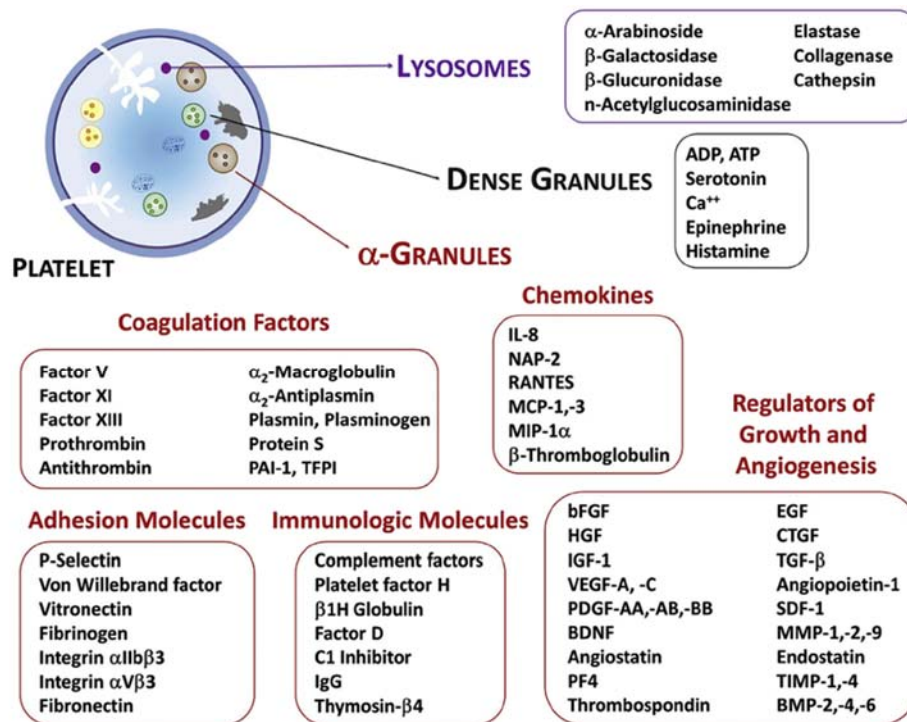 LYSOSOMES
α-Arabinoside Elastase
β-Galactosidase Collagenase
β-Glucuronidase Cathepsin
n-Acetylglucosaminidase
DENSE GRANULES
ADP, ATP
Serotonin
Ca⁺⁺
Epinephrine
Histamine
α-GRANULES
PLATELET
Coagulation Factors
Factor V α₂-Macroglobulin
Factor XI α₂-Antiplasmin
Factor XIII Plasmin, Plasminogen
Prothrombin Protein S
Antithrombin PAI-1, TFPI
Chemokines
IL-8
NAP-2
RANTES
MCP-1,-3
MIP-1α
β-Thromboglobulin
Regulators of
Growth and
Angiogenesis
bFGF EGF
HGF CTGF
IGF-1 TGF-β
VEGF-A, -C Angiopoietin-1
PDGF-AA,-AB,-BB SDF-1
BDNF MMP-1,-2,-9
Angiostatin Endostatin
PF4 TIMP-1,-4
Thrombospondin BMP-2,-4,-6
Adhesion Molecules
P-Selectin
Von Willebrand factor
Vitronectin
Fibrinogen
Integrin αIIbβ3
Integrin αVβ3
Fibronectin
Immunologic Molecules
Complement factors
Platelet factor H
β1H Globulin
Factor D
C1 Inhibitor
IgG
Thymosin-β4